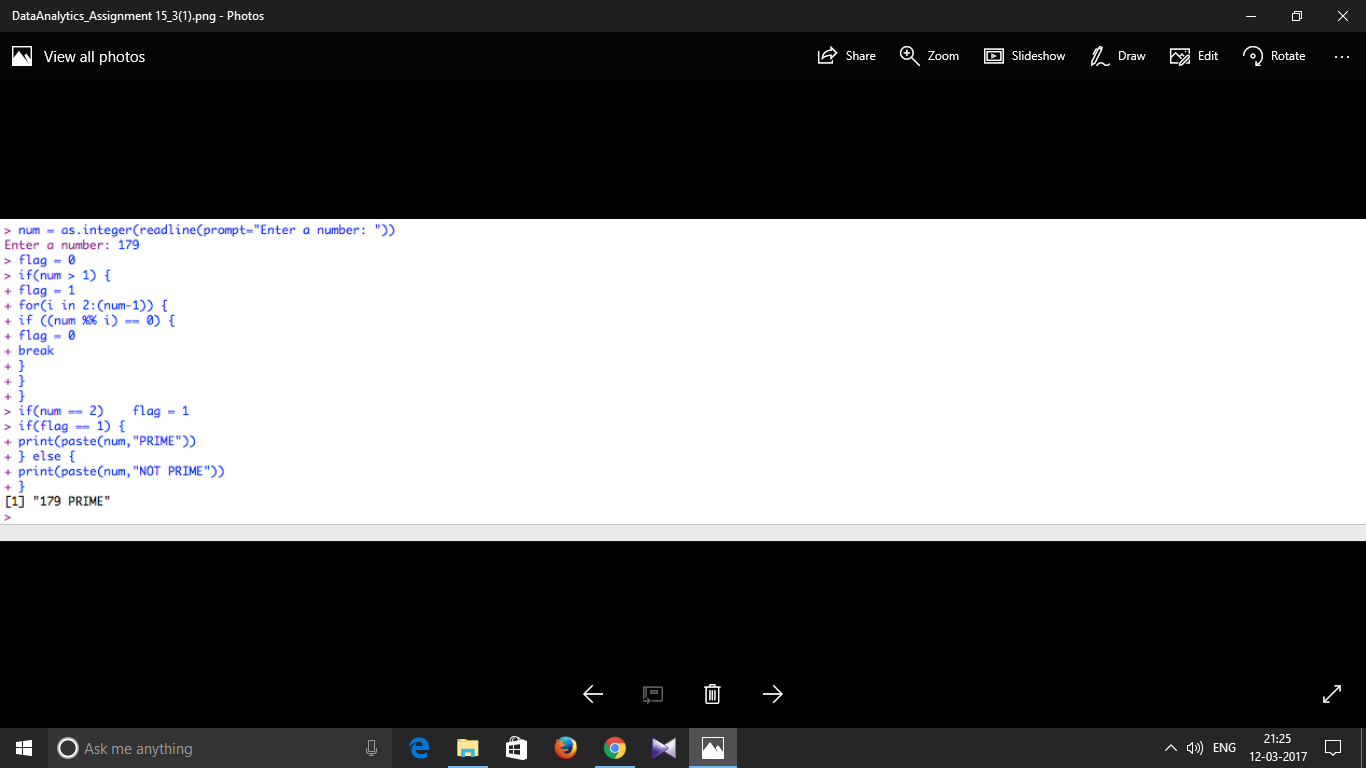 DataAnalytics_Assignment 15_3(1).png - Photos
View all photos
Share
Zoom
Slideshow
Draw
Edit
Rotate
> num = as.integer(readline(prompt="Enter a number: "))
Enter a number: 179
> flag = 0
> if(num > 1) {
+ flag = 1
+ for(i in 2:(num-1)) {
+ if ((num %% i) == 0) {
+ flag = 0
+ break
+ }
+ }
+ }
> if(num == 2)    flag = 1
> if(flag == 1) {
+ print(paste(num,"PRIME"))
+ } else {
+ print(paste(num,"NOT PRIME"))
+ }
[1] "179 PRIME"
>
Ask me anything
ENG
21:25
12-03-2017